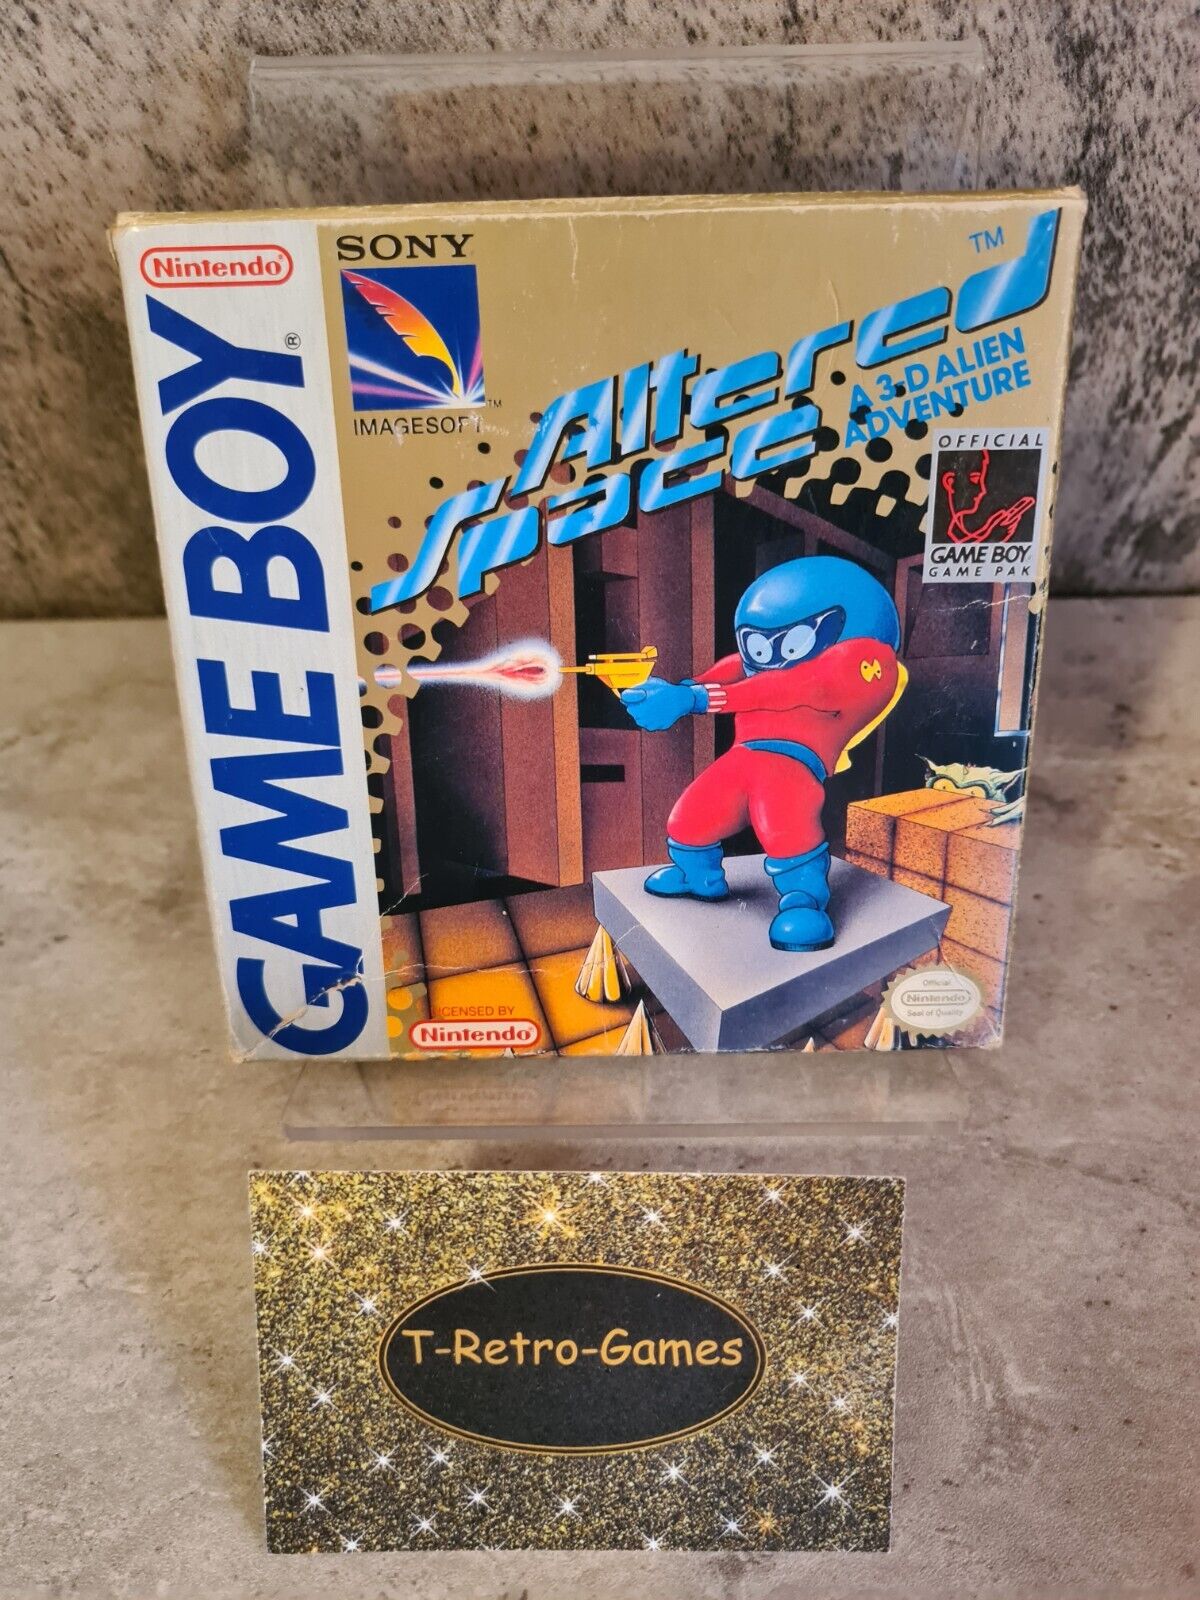 Nintendo®
GAME BOY®
SONY
IMAGESOFT™
Altered
Space
™
A 3-D ALIEN
ADVENTURE
OFFICIAL
GAME BOY
GAME PAK
LICENSED BY
Nintendo®
Official
Nintendo
Seal of Quality
T-Retro-Games